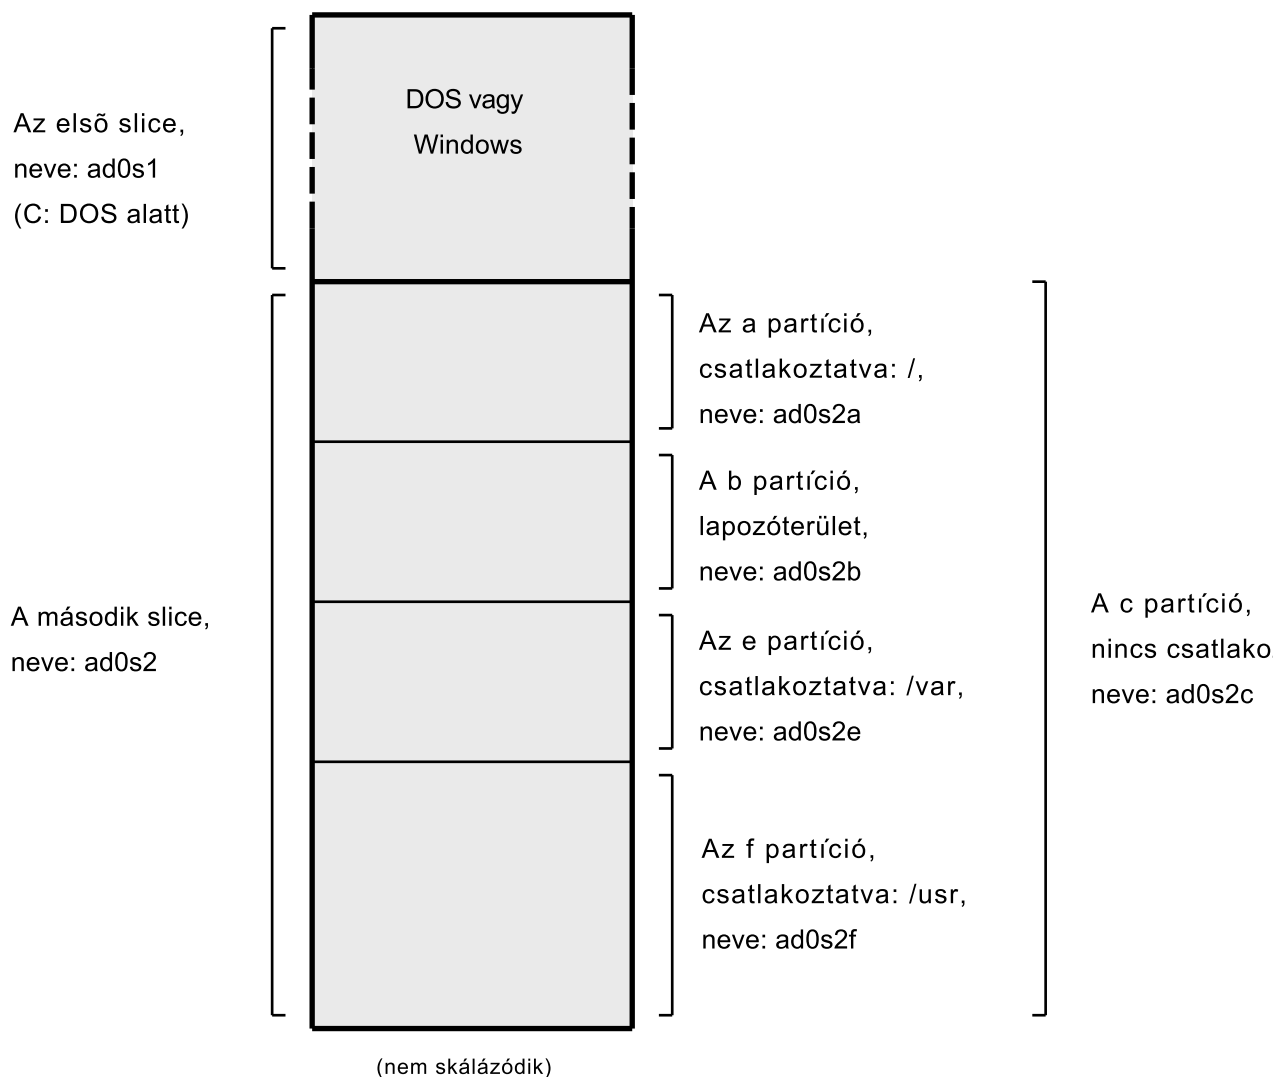 DOS vagy
Windows
Az elsõ slice,
neve: ad0s1
(C: DOS alatt)
Az a partíció,
csatlakoztatva: /,
neve: ad0s2a
A b partíció,
lapozóterület,
neve: ad0s2b
A második slice,
neve: ad0s2
Az e partíció,
csatlakoztatva: /var,
neve: ad0s2e
A c partíció,
nincs csatlako
neve: ad0s2c
Az f partíció,
csatlakoztatva: /usr,
neve: ad0s2f
(nem skálázódik)